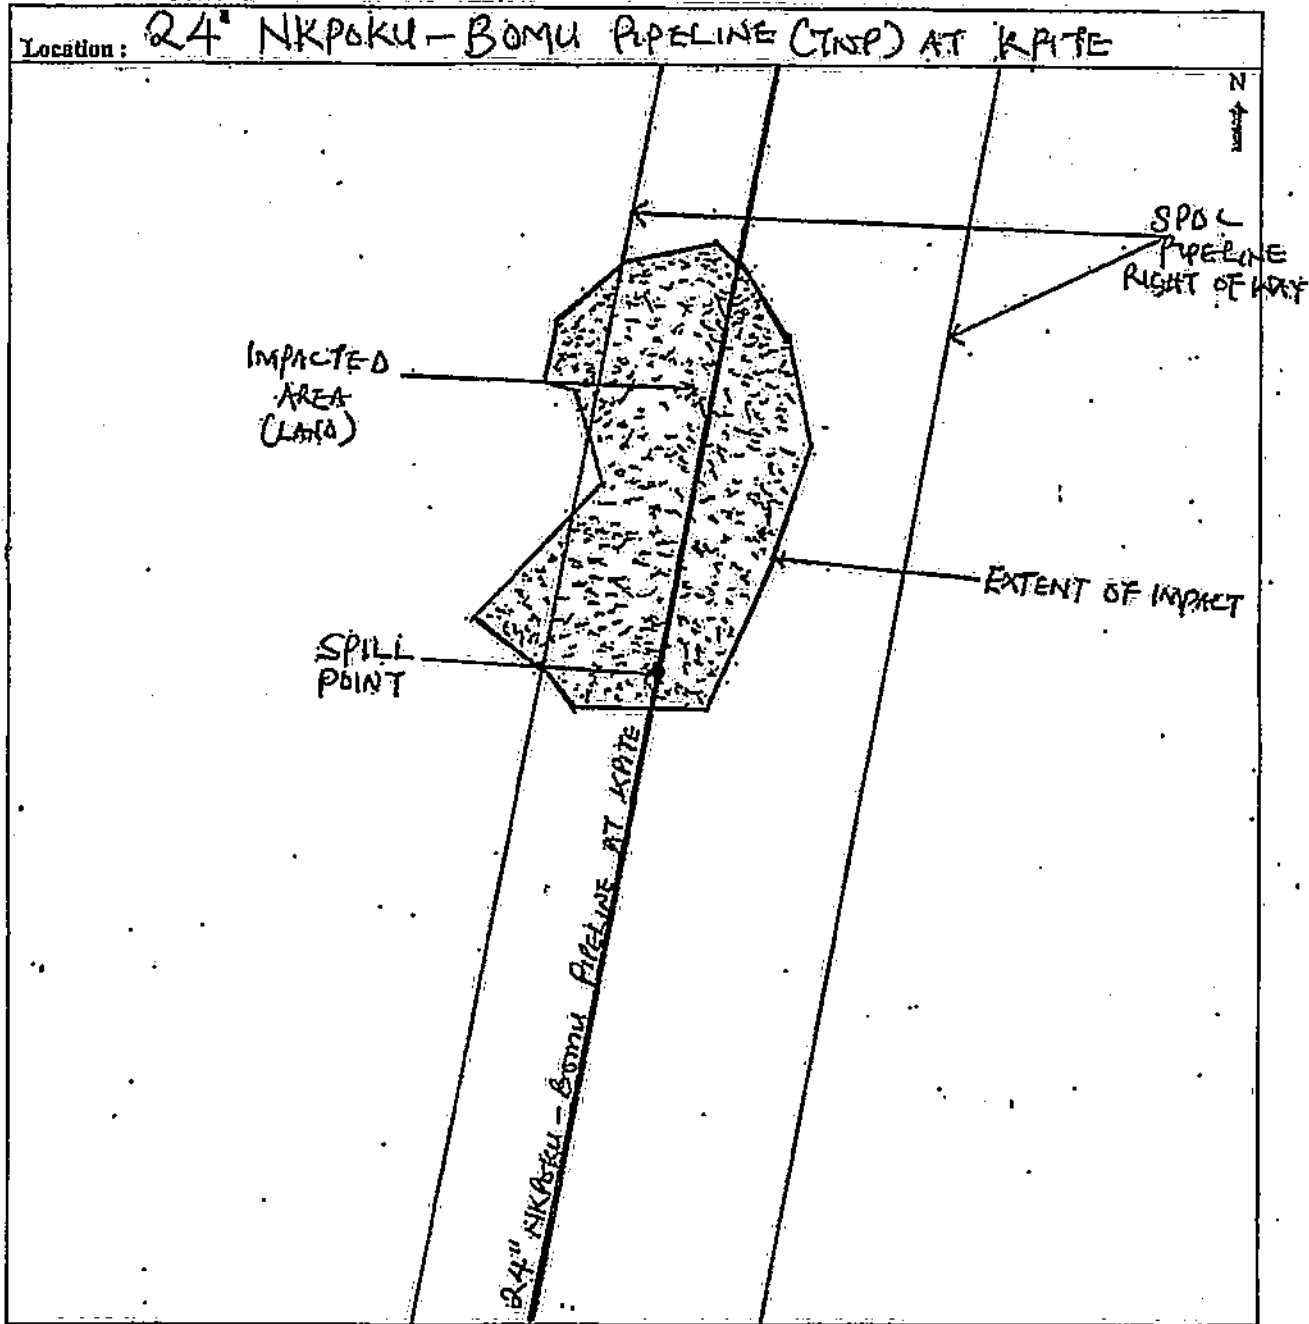 Location: 24" NKPOKU - BOMU PIPELINE (TNP) AT KPITE
N
SPDC
PIPELINE
RIGHT OF WAY
IMPACTED
AREA
(LAND)
EXTENT OF IMPACT
SPILL
POINT
24" NKPOKU - BOMU PIPELINE AT KPITE